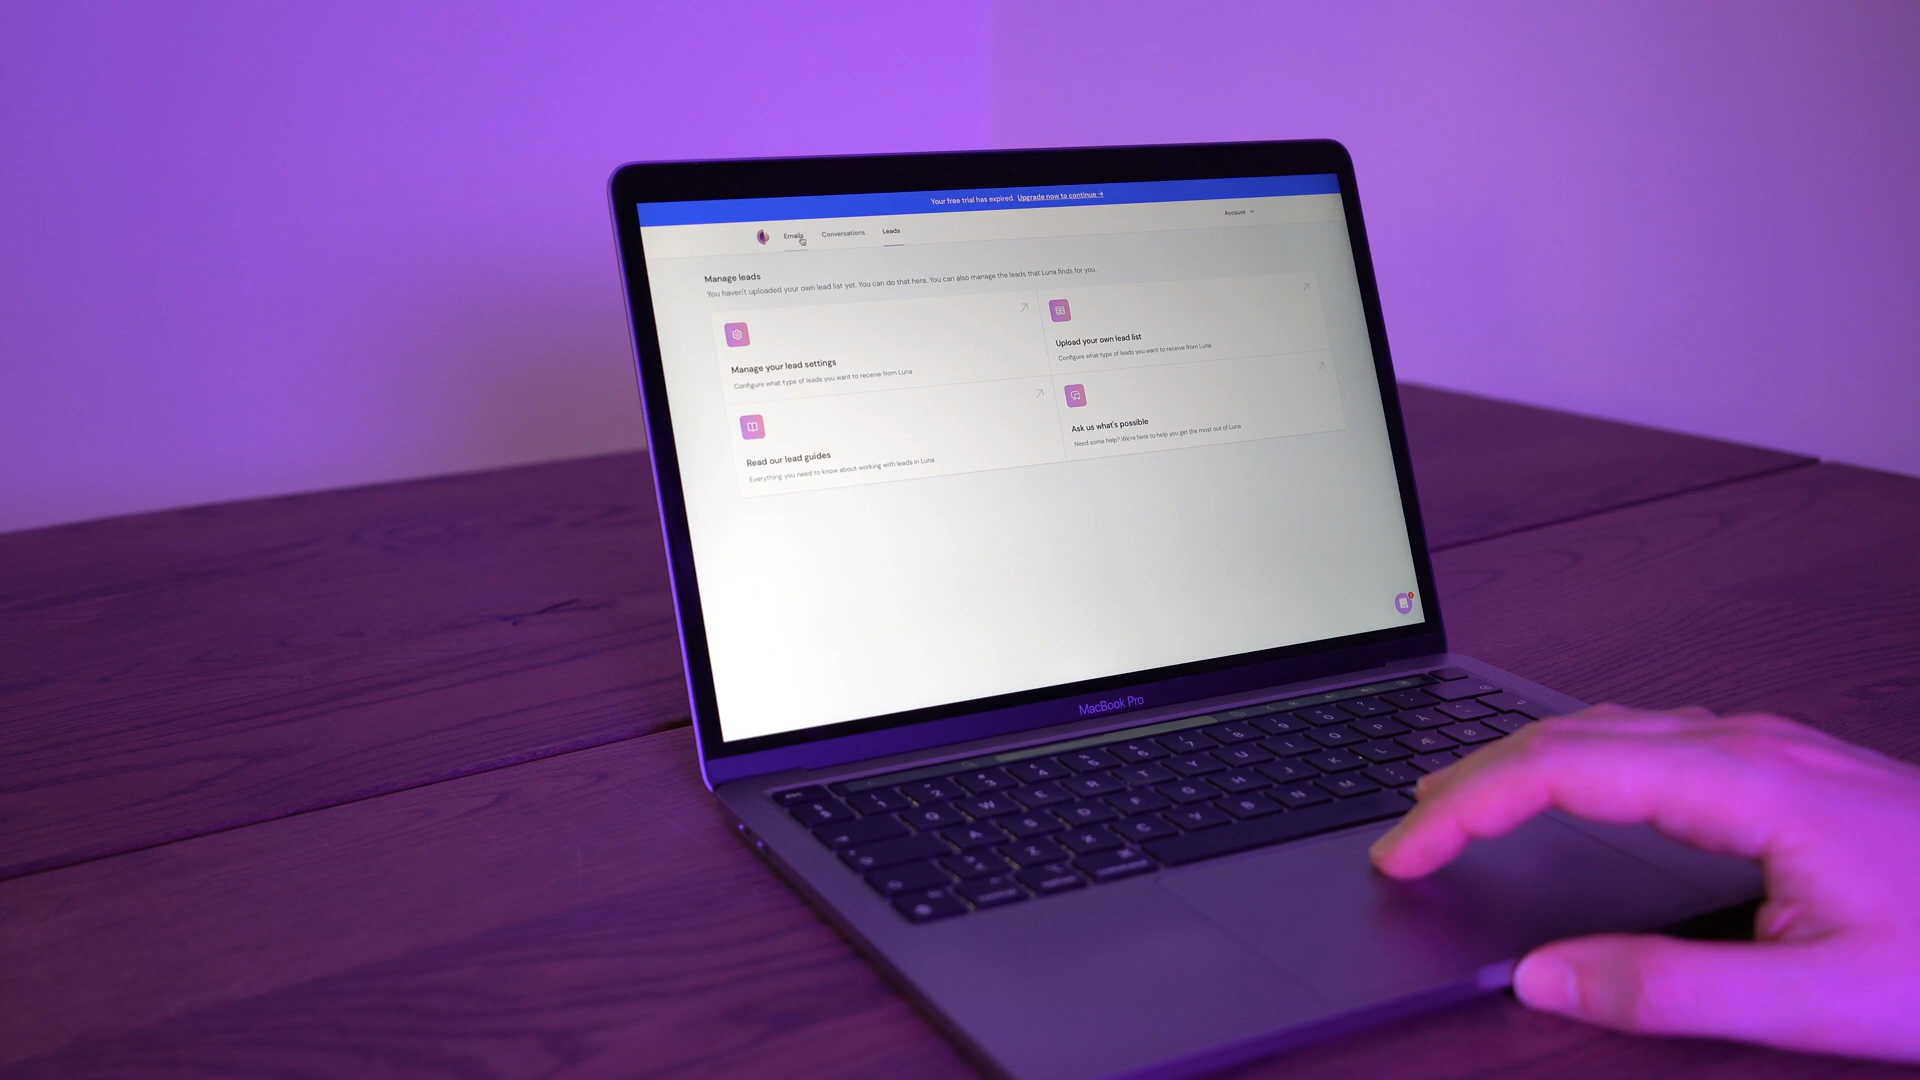 Your free trial has expired. Upgrade now to continue →
Emails Conversations Leads Account
Manage leads
You haven't uploaded your own lead list yet. You can do that here. You can also manage the leads that Luna finds for you.
Manage your lead settings
Configure what type of leads you want to receive from Luna
Upload your own lead list
Configure what type of leads you want to receive from Luna
Read our lead guides
Everything you need to know about working with leads in Luna
Ask us what's possible
Need some help? We're here to help you get the most out of Luna
MacBook Pro
Q W E R T Y U I O P Å
A S D F G H J K L Æ Ø
Z X C V B N M